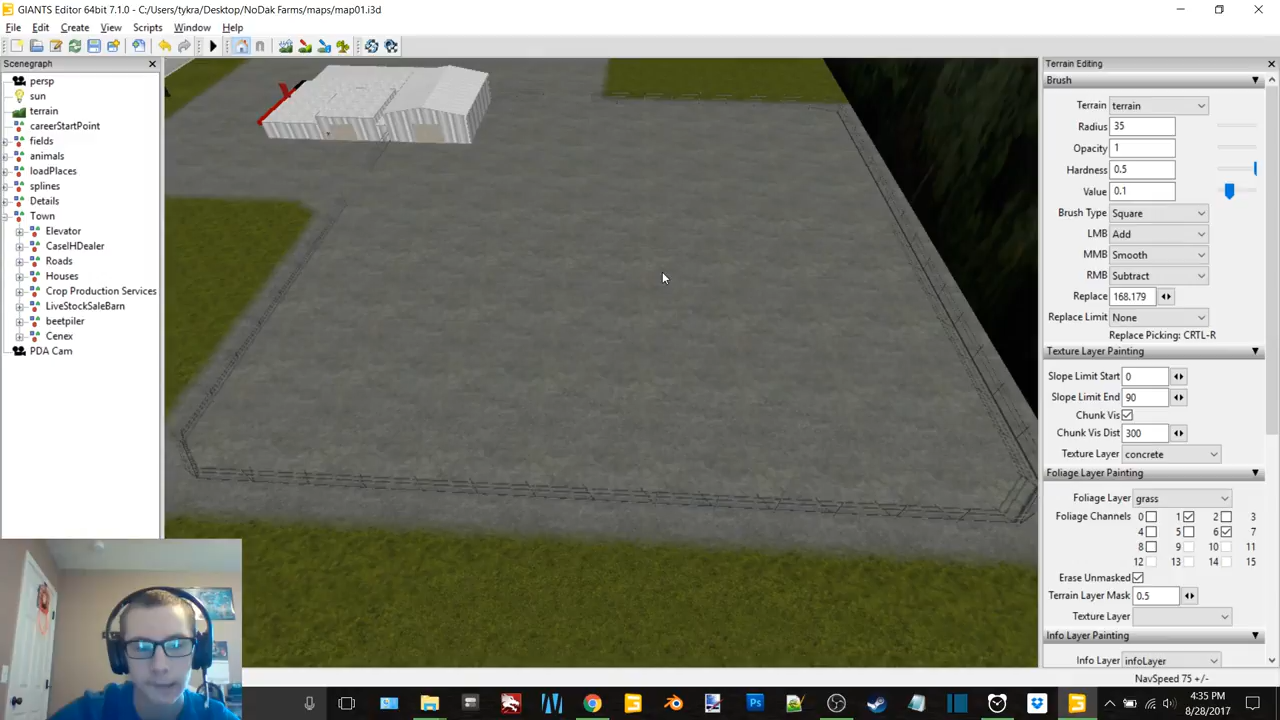 GIANTS Editor 64bit 7.1.0 - C:/Users/tykra/Desktop/NoDak Farms/maps/map01.i3d
File Edit Create View Scripts Window Help
Scenegraph
persp
sun
terrain
careerStartPoint
fields
animals
loadPlaces
splines
Details
Town
Elevator
CaseIHDealer
Roads
Houses
Crop Production Services
LiveStockSaleBarn
beetpiler
Cenex
PDA Cam
Terrain Editing
Brush
Terrain terrain
Radius 35
Opacity 1
Hardness 0.5
Value 0.1
Brush Type Square
LMB Add
MMB Smooth
RMB Subtract
Replace 168.179
Replace Limit None
Replace Picking: CRTL-R
Texture Layer Painting
Slope Limit Start 0
Slope Limit End 90
Chunk Vis
Chunk Vis Dist 300
Texture Layer concrete
Foliage Layer Painting
Foliage Layer grass
Foliage Channels 0 1 2 3
4 5 6 7
8 9 10 11
12 13 14 15
Erase Unmasked
Terrain Layer Mask 0.5
Texture Layer
Info Layer Painting
Info Layer infoLayer
NavSpeed 75 +/-
4:35 PM
8/28/2017